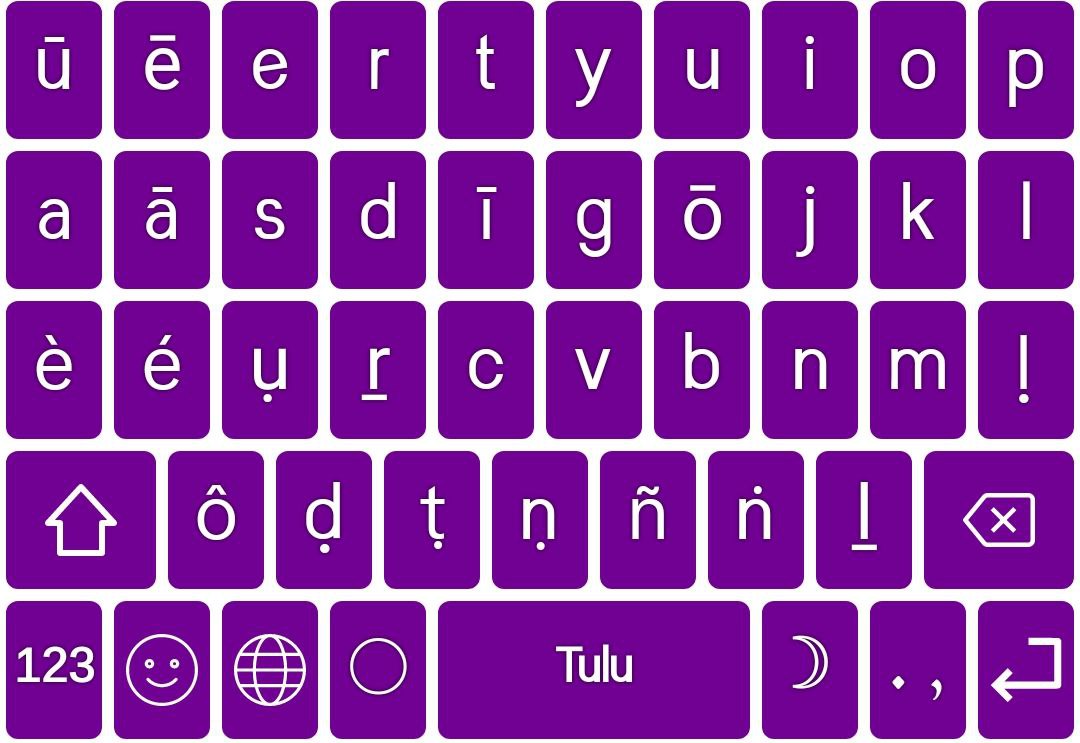 ū ē e r t y u i o p
a ā s d ī g ō j k l
è é ụ ṟ c v b n m ḷ
ô ḍ ṭ ṇ ñ ṅ ḻ
123 Tulu . ,